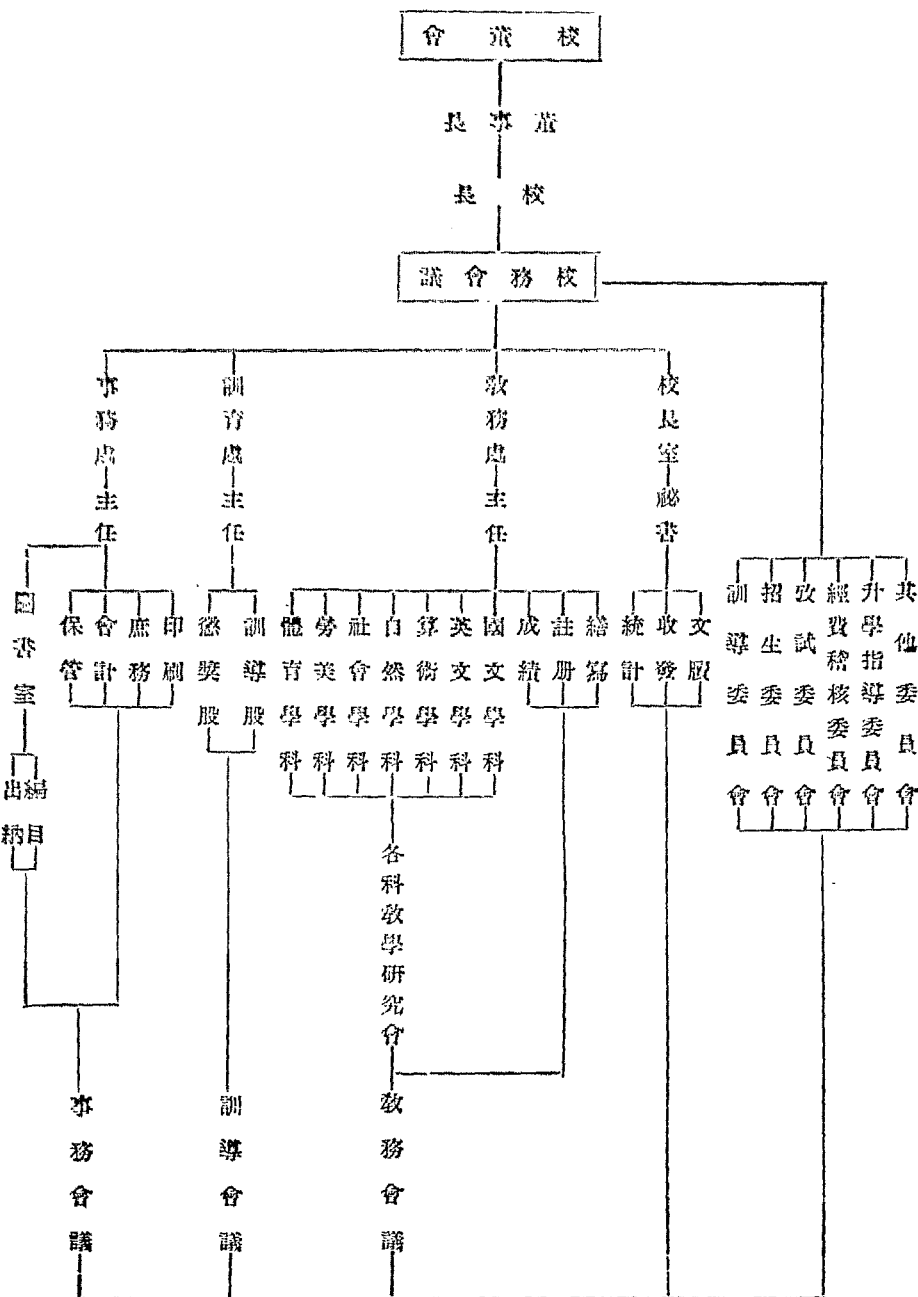 校董會
董事長
校長
校務會議
校長室秘書
教務處主任
訓育處主任
事務處主任
其他委員會
升學指導委員會
經費稽核委員會
攷試委員會
招生委員會
訓導委員會
文版
收發
統計
繕寫
註册
成績
國文學科
英文學科
算術學科
自然學科
社會學科
勞美學科
體育學科
訓導股
懲獎股
印刷
庶務
會計
保管
圖書室
編目
出納
各科敎學研究會
敎務會議
訓導會議
事務會議